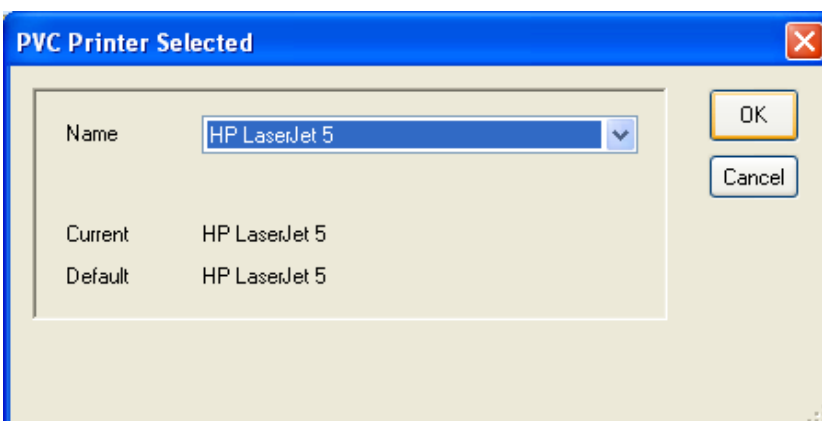 PVC Printer Selected
Name HP LaserJet 5 OK
Cancel
Current HP LaserJet 5
Default HP LaserJet 5